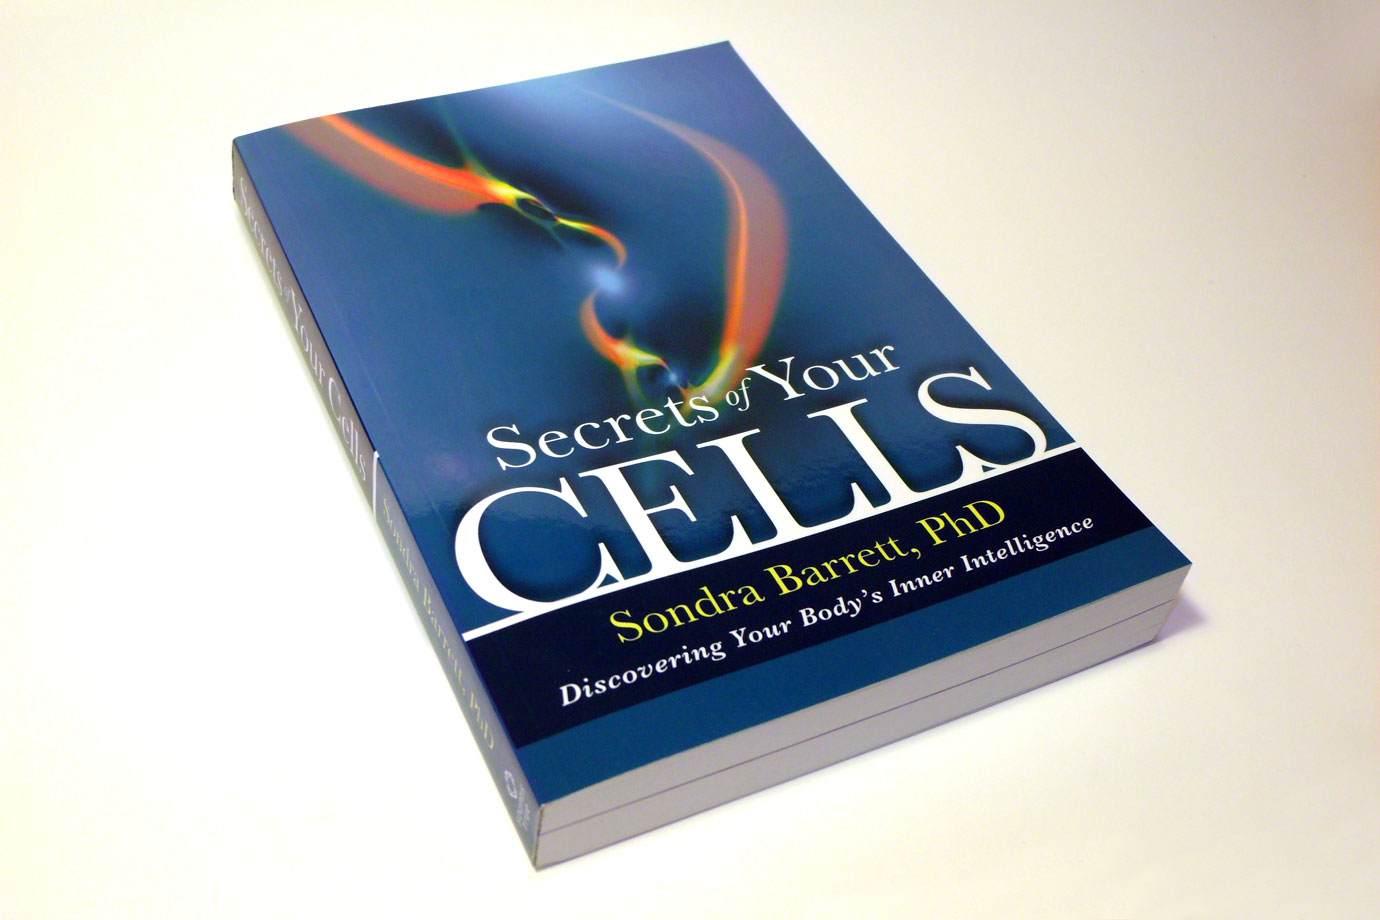 Secrets of Your
CELLS
Sondra Barrett, PhD
Discovering Your Body's Inner Intelligence
Secrets of Your Cells
Sondra Barrett, PhD